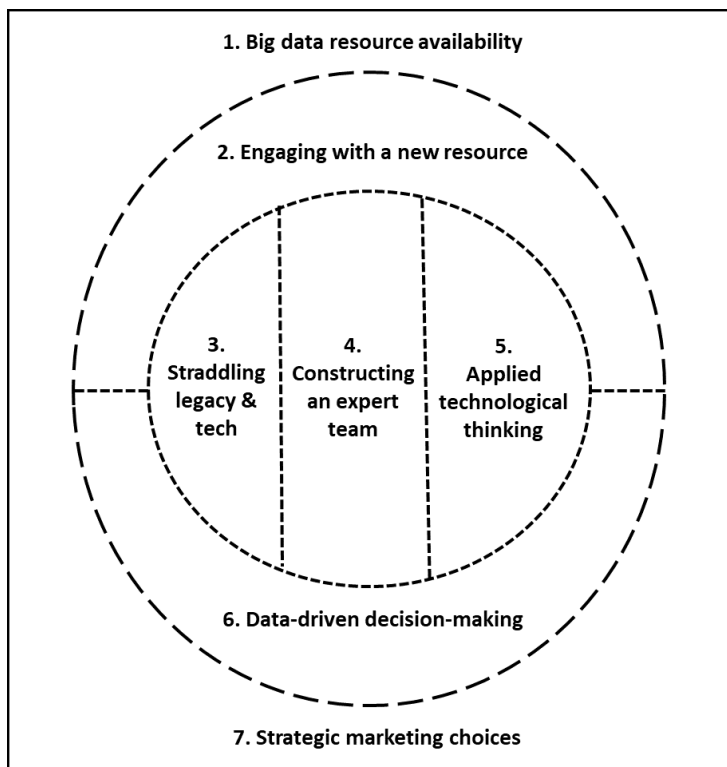 1. Big data resource availability
2. Engaging with a new resource
3.
Straddling
legacy &
tech
4.
Constructing
an expert
team
5.
Applied
technological
thinking
6. Data-driven decision-making
7. Strategic marketing choices